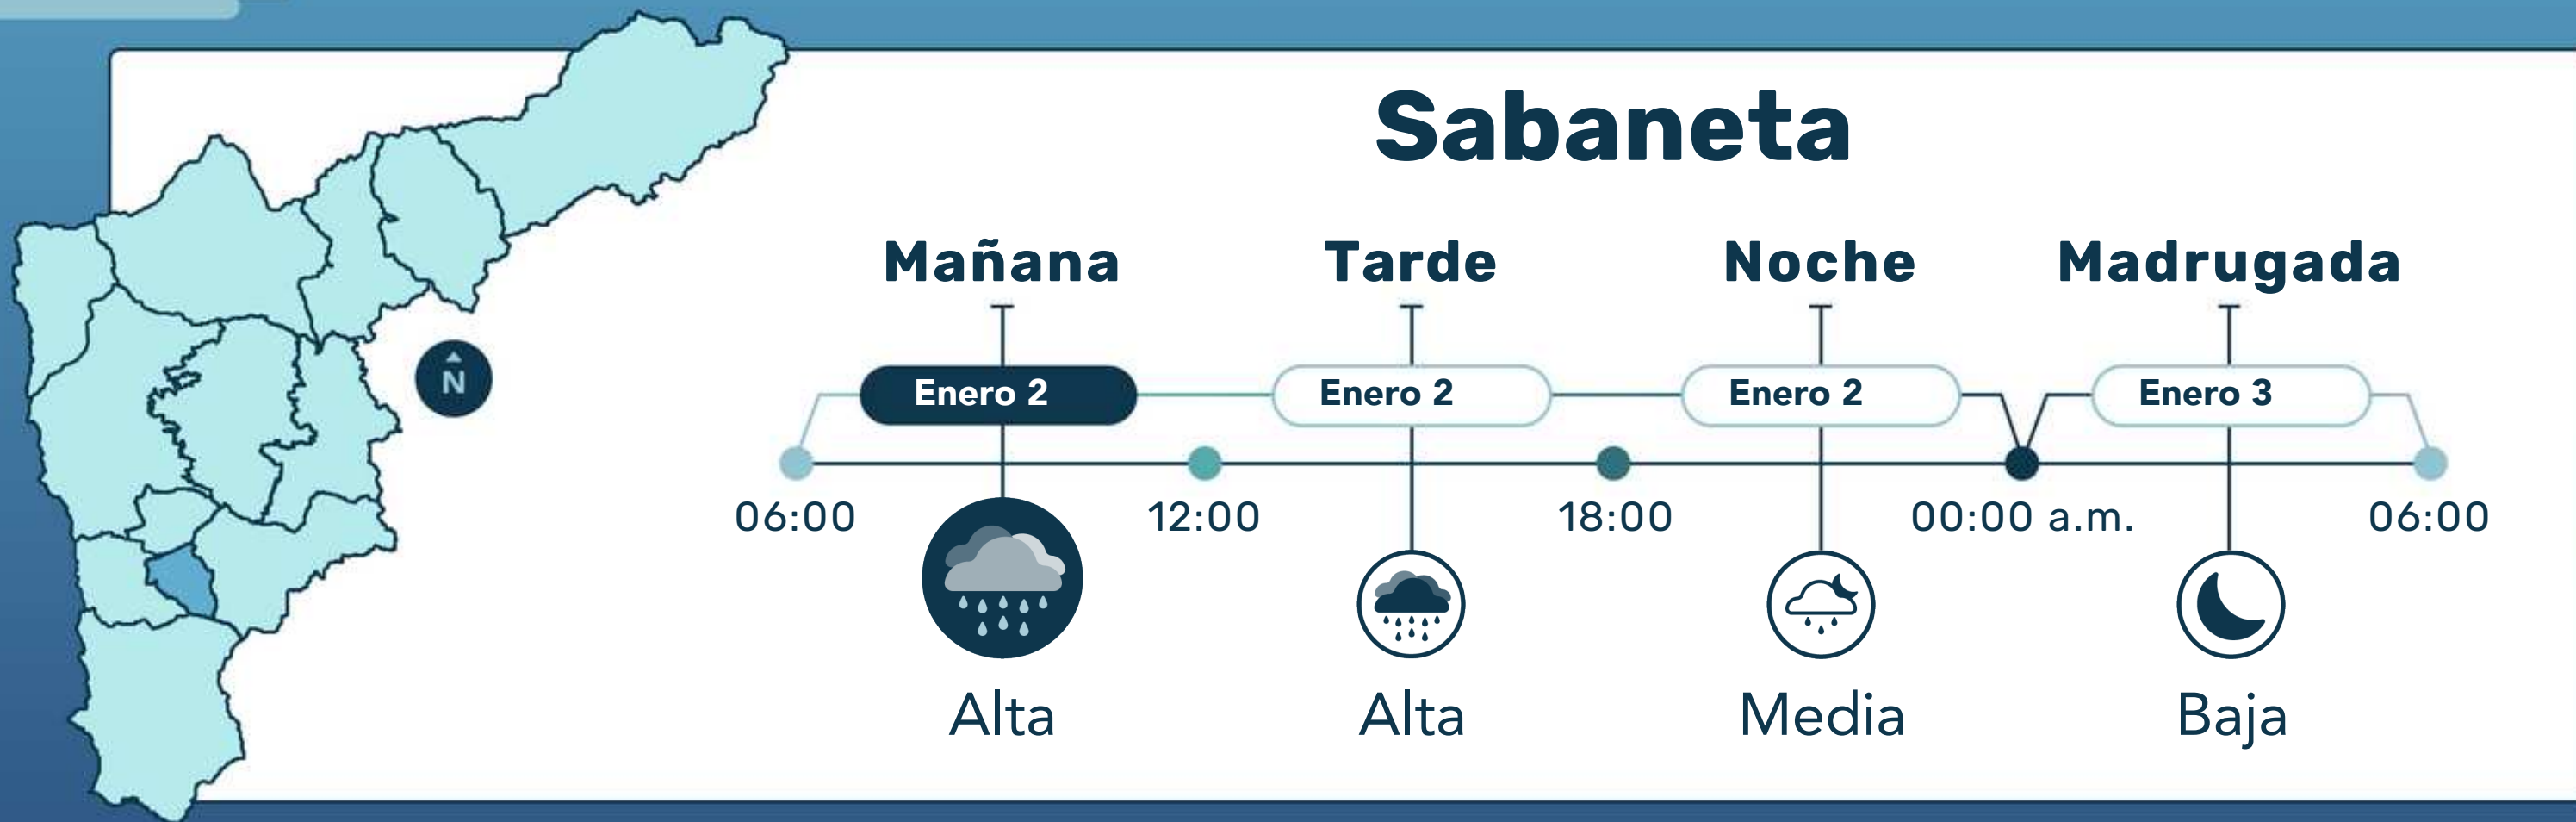 Sabaneta
Mañana Tarde Noche Madrugada
Enero 2 Enero 2 Enero 2 Enero 3
N
06:00 12:00 18:00 00:00 a.m. 06:00
Alta Alta Media Baja